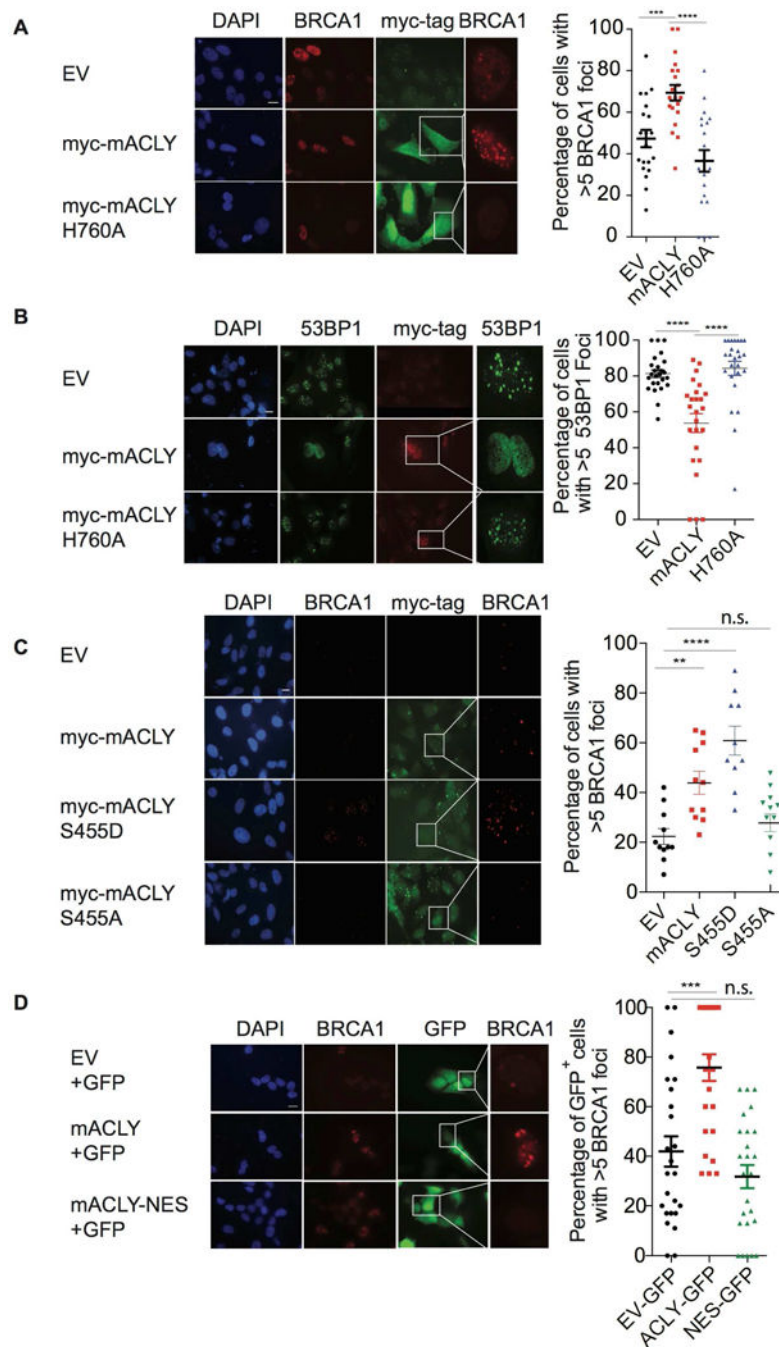 A
DAPI BRCA1 myc-tag BRCA1
EV
myc-mACLY
myc-mACLY
H760A
Percentage of cells with
>5 BRCA1 foci
100
80
60
40
20
0
*** ****
EV mACLY H760A
B
DAPI 53BP1 myc-tag 53BP1
EV
myc-mACLY
myc-mACLY
H760A
Percentage of cells
with >5 53BP1 Foci
100
80
60
40
20
0
**** ****
EV mACLY H760A
C
DAPI BRCA1 myc-tag BRCA1
EV
myc-mACLY
myc-mACLY
S455D
myc-mACLY
S455A
Percentage of cells with
>5 BRCA1 foci
100
80
60
40
20
0
n.s.
****
**
EV mACLY S455D S455A
D
DAPI BRCA1 GFP BRCA1
EV
+GFP
mACLY
+GFP
mACLY-NES
+GFP
Percentage of GFP+ cells
with >5 BRCA1 foci
100
80
60
40
20
0
*** n.s.
EV-GFP ACLY-GFP NES-GFP